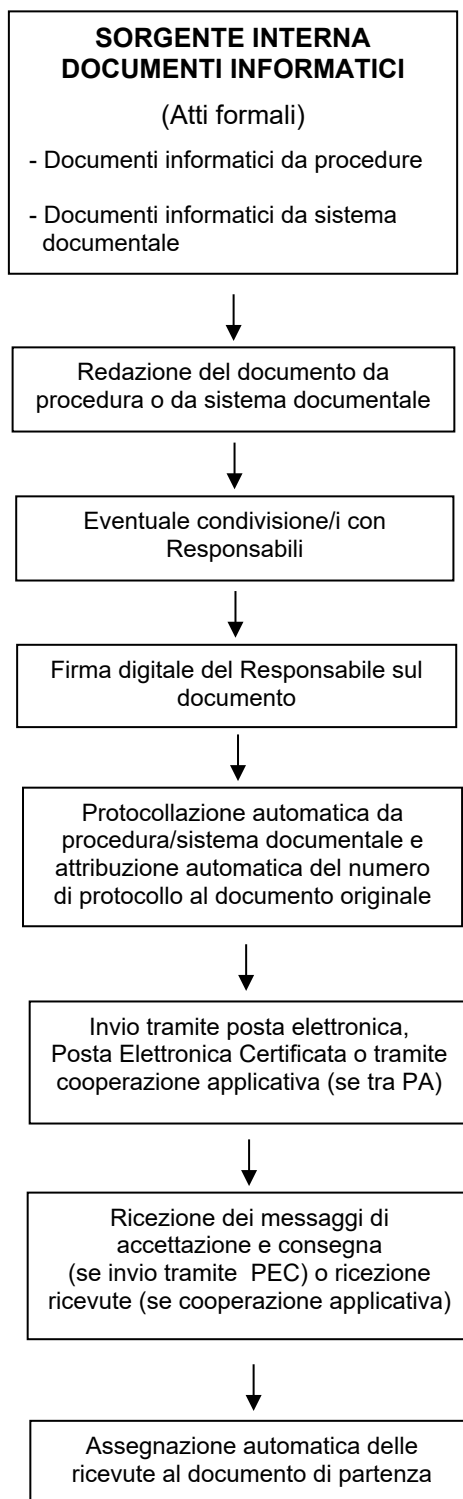 SORGENTE INTERNA
DOCUMENTI INFORMATICI
(Atti formali)
- Documenti informatici da procedure
- Documenti informatici da sistema
documentale
Redazione del documento da
procedura o da sistema documentale
Eventuale condivisione/i con
Responsabili
Firma digitale del Responsabile sul
documento
Protocollazione automatica da
procedura/sistema documentale e
attribuzione automatica del numero
di protocollo al documento originale
Invio tramite posta elettronica,
Posta Elettronica Certificata o tramite
cooperazione applicativa (se tra PA)
Ricezione dei messaggi di
accettazione e consegna
(se invio tramite PEC) o ricezione
ricevute (se cooperazione applicativa)
Assegnazione automatica delle
ricevute al documento di partenza